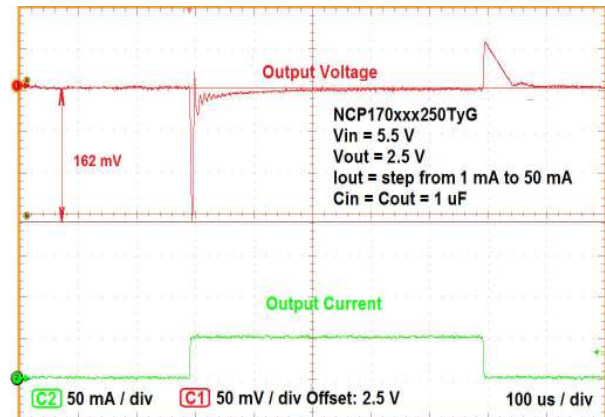 Output Voltage
NCP170xxx250TyG
Vin = 5.5 V
Vout = 2.5 V
Iout = step from 1 mA to 50 mA
Cin = Cout = 1 uF
162 mV
Output Current
C2 50 mA / div C1 50 mV / div Offset: 2.5 V 100 us / div